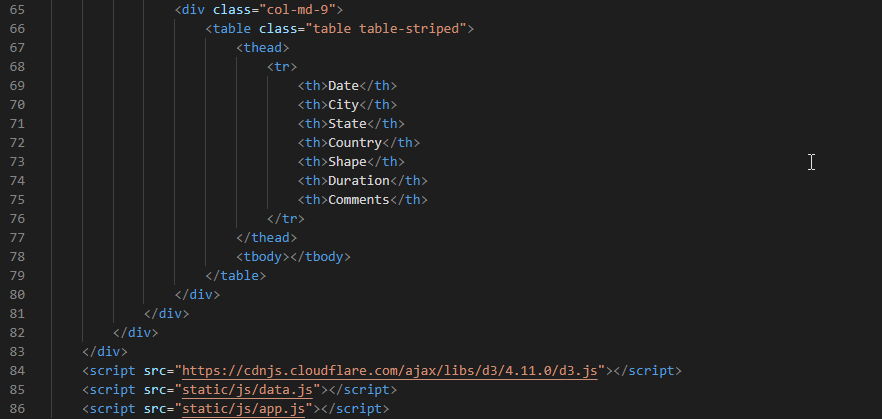 65 <div class="col-md-9">
66 <table class="table table-striped">
67 <thead>
68 <tr>
69 <th>Date</th>
70 <th>City</th>
71 <th>State</th>
72 <th>Country</th>
73 <th>Shape</th>
74 <th>Duration</th>
75 <th>Comments</th>
76 </tr>
77 </thead>
78 <tbody></tbody>
79 </table>
80 </div>
81 </div>
82 </div>
83 </div>
84 <script src="https://cdnjs.cloudflare.com/ajax/libs/d3/4.11.0/d3.js"></script>
85 <script src="static/js/data.js"></script>
86 <script src="static/js/app.js"></script>